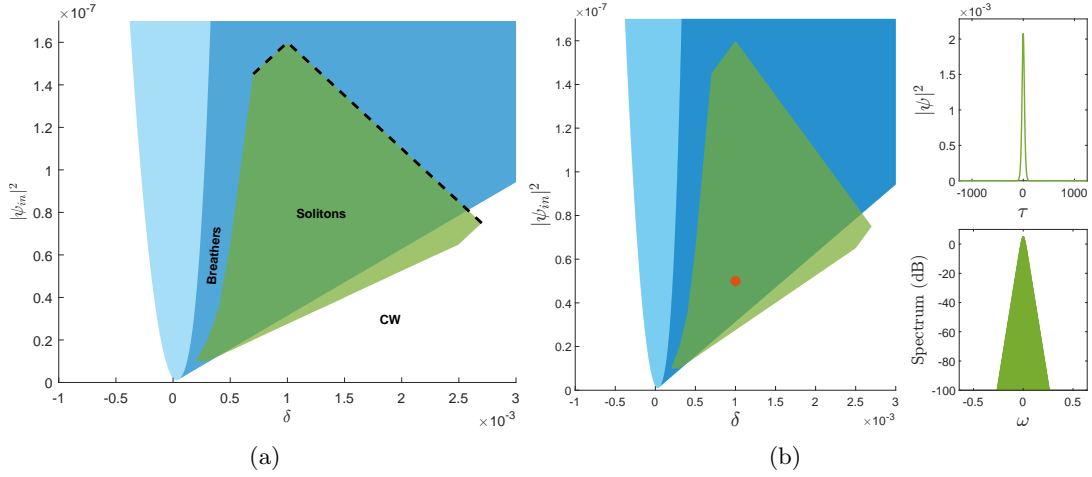 ×10⁻⁷
1.6
1.4
1.2
1
0.8
0.6
0.4
0.2
0
|ψ_in|²
Breathers
Solitons
CW
-1 -0.5 0 0.5 1 1.5 2 2.5 3
δ ×10⁻³
(a)
×10⁻⁷
1.6
1.4
1.2
1
0.8
0.6
0.4
0.2
0
|ψ_in|²
-1 -0.5 0 0.5 1 1.5 2 2.5 3
δ ×10⁻³
(b)
×10⁻³
2
1.5
1
0.5
0
|ψ|²
-1000 0 1000
τ
0
-20
-40
-60
-80
-100
Spectrum (dB)
-0.5 0 0.5
ω